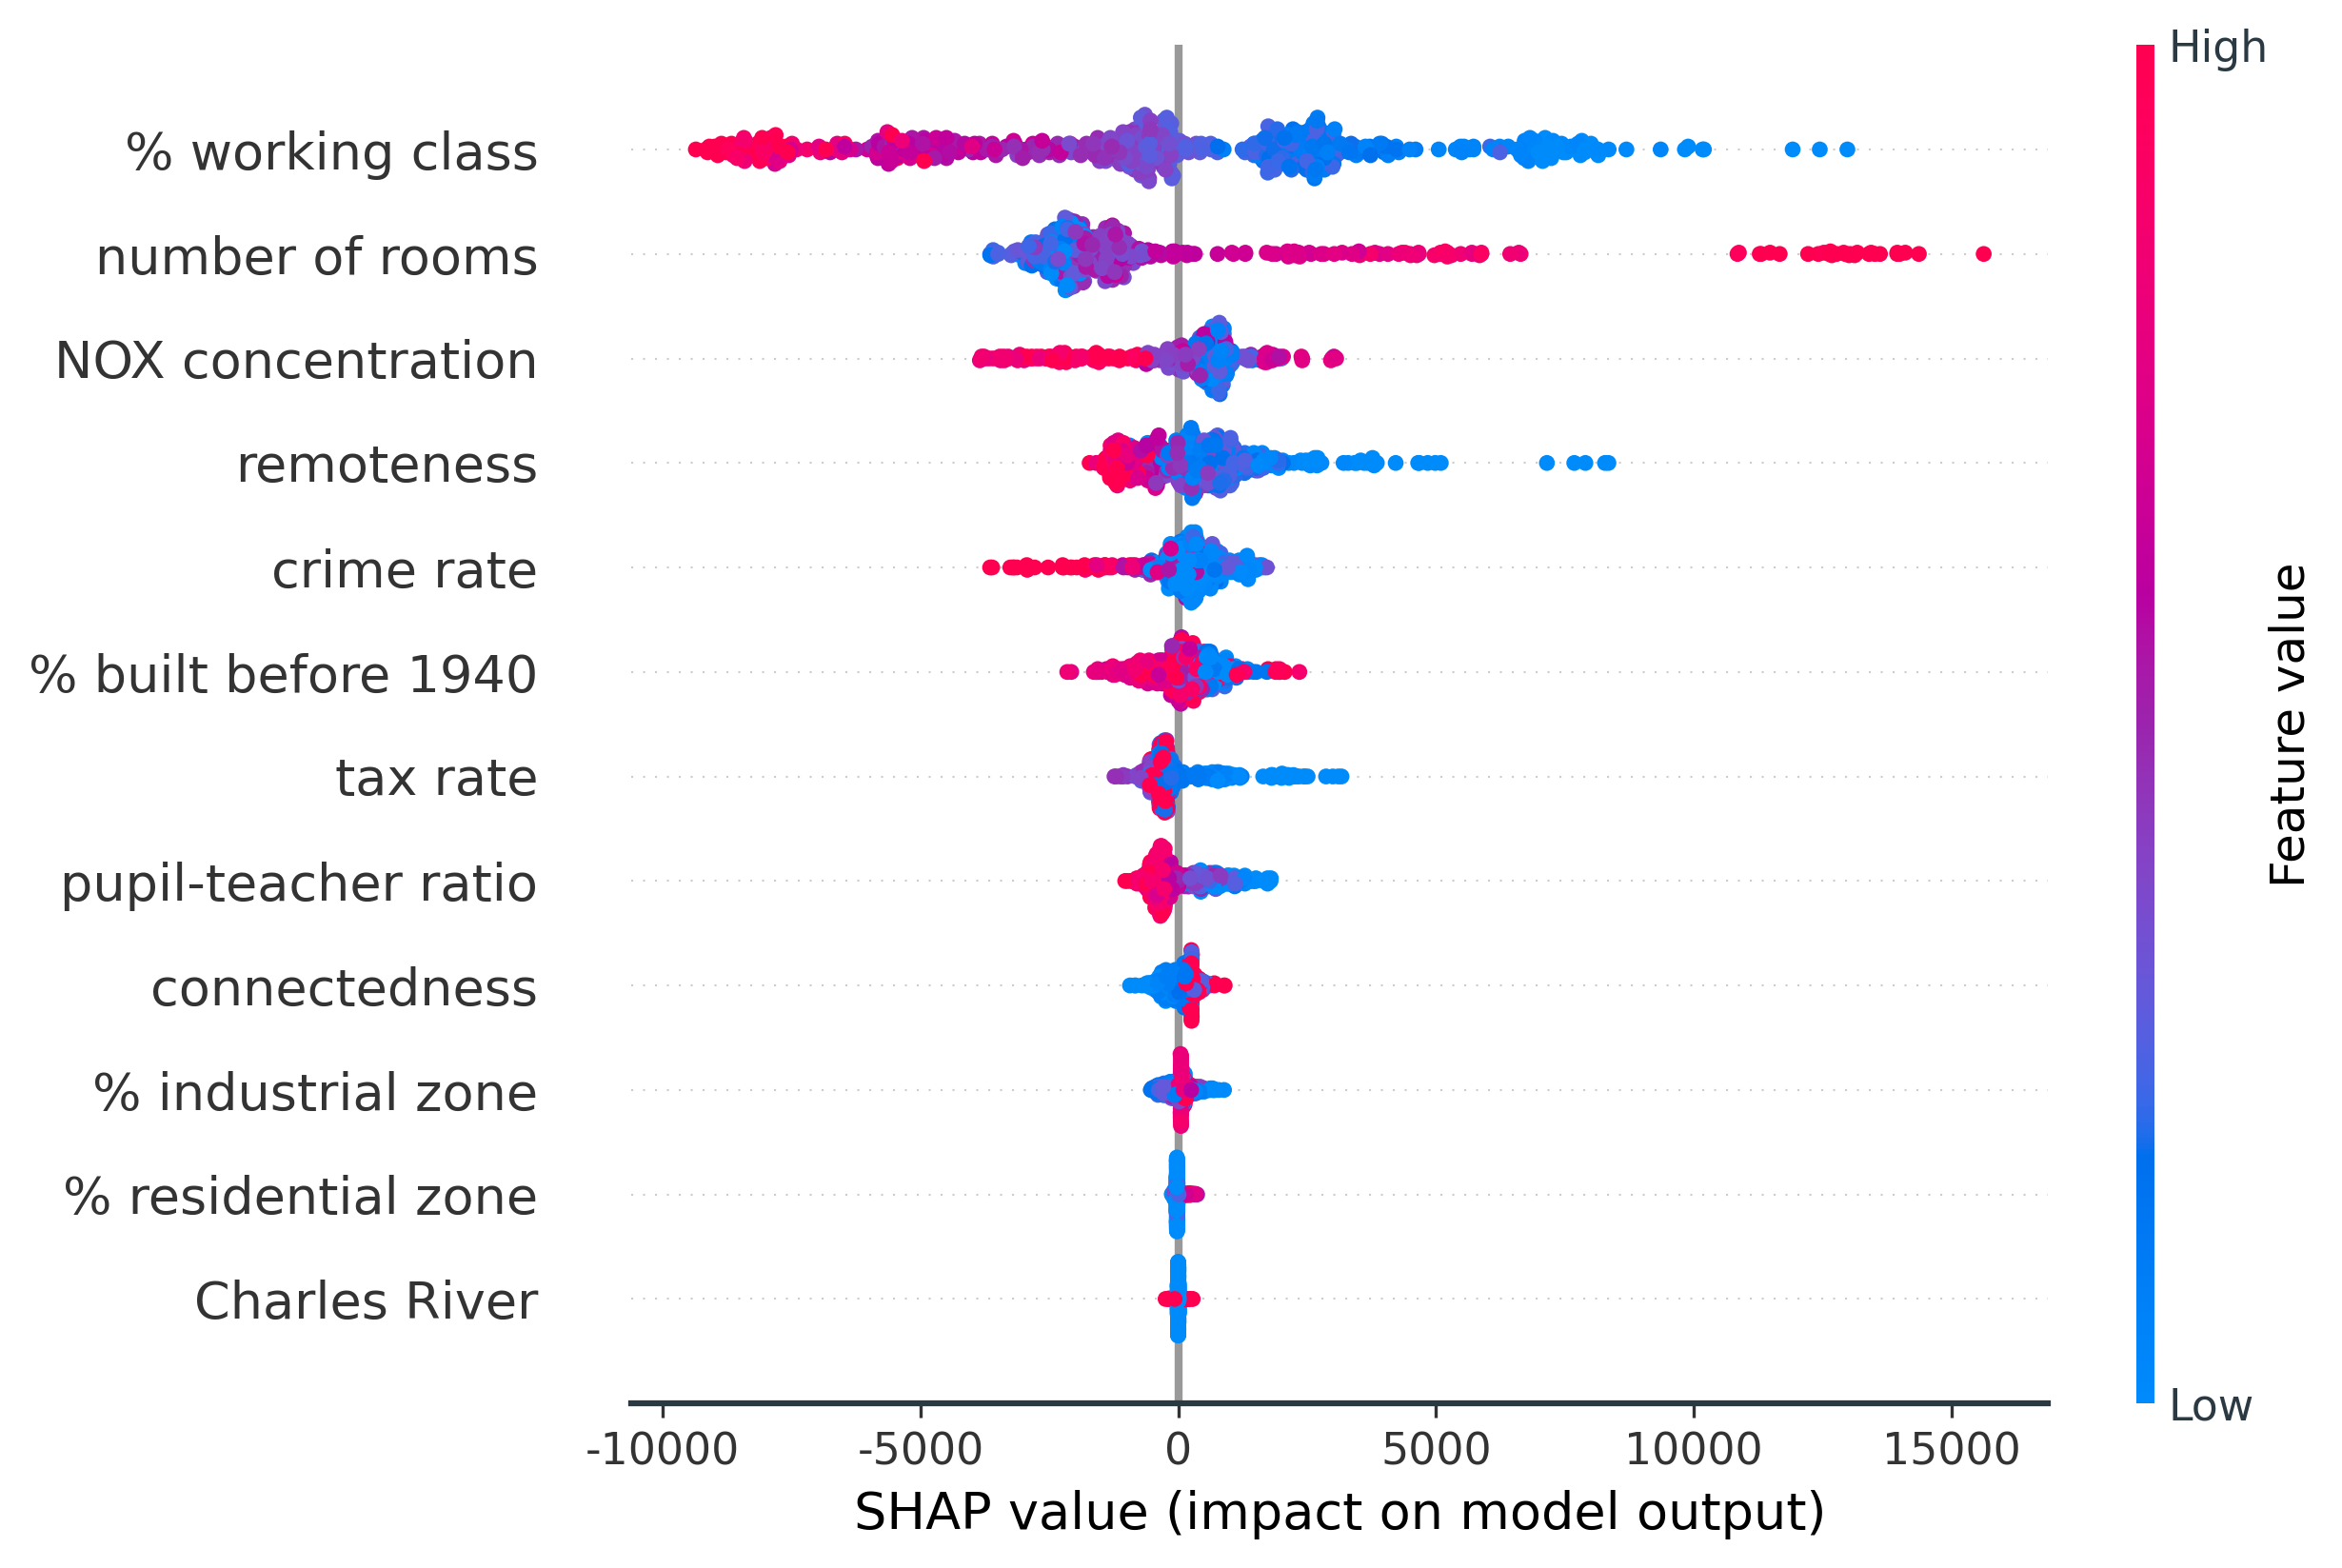 High
% working class
number of rooms
NOX concentration
remoteness
crime rate
% built before 1940
tax rate
pupil-teacher ratio
connectedness
% industrial zone
% residential zone
Charles River
Feature value
Low
-10000 -5000 0 5000 10000 15000
SHAP value (impact on model output)